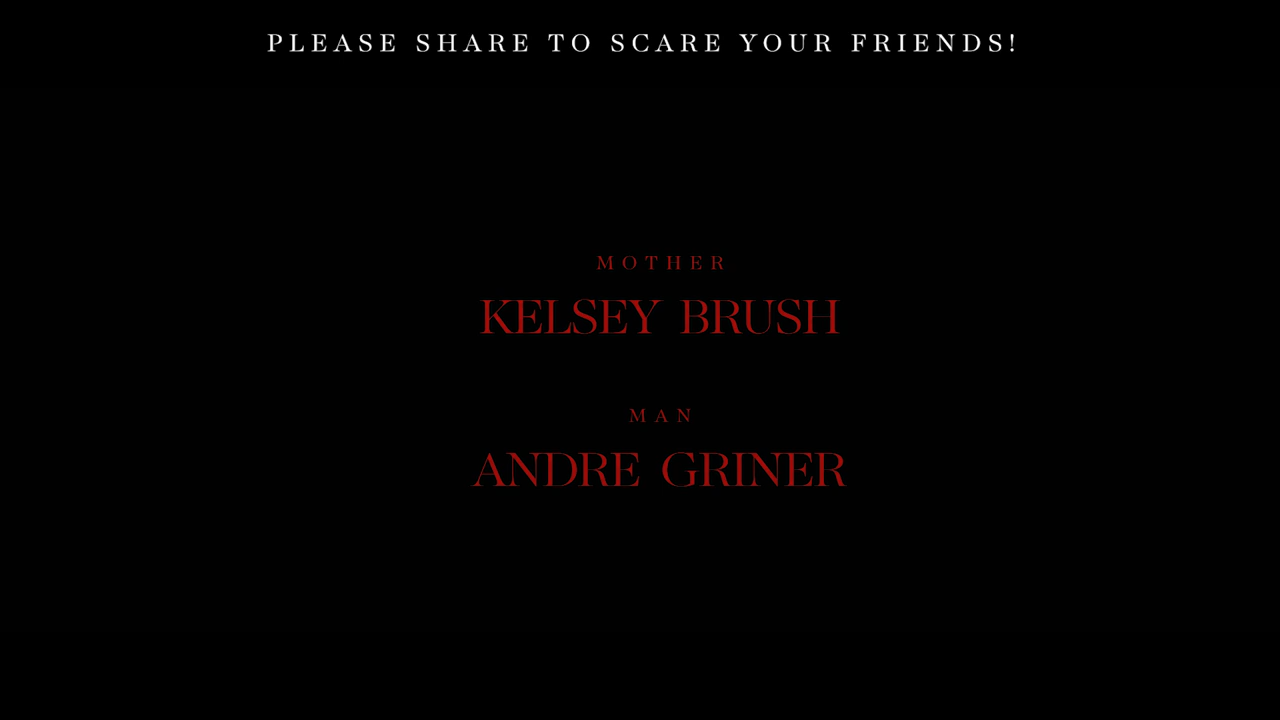 PLEASE SHARE TO SCARE YOUR FRIENDS!
MOTHER
KELSEY BRUSH
MAN
ANDRE GRINER